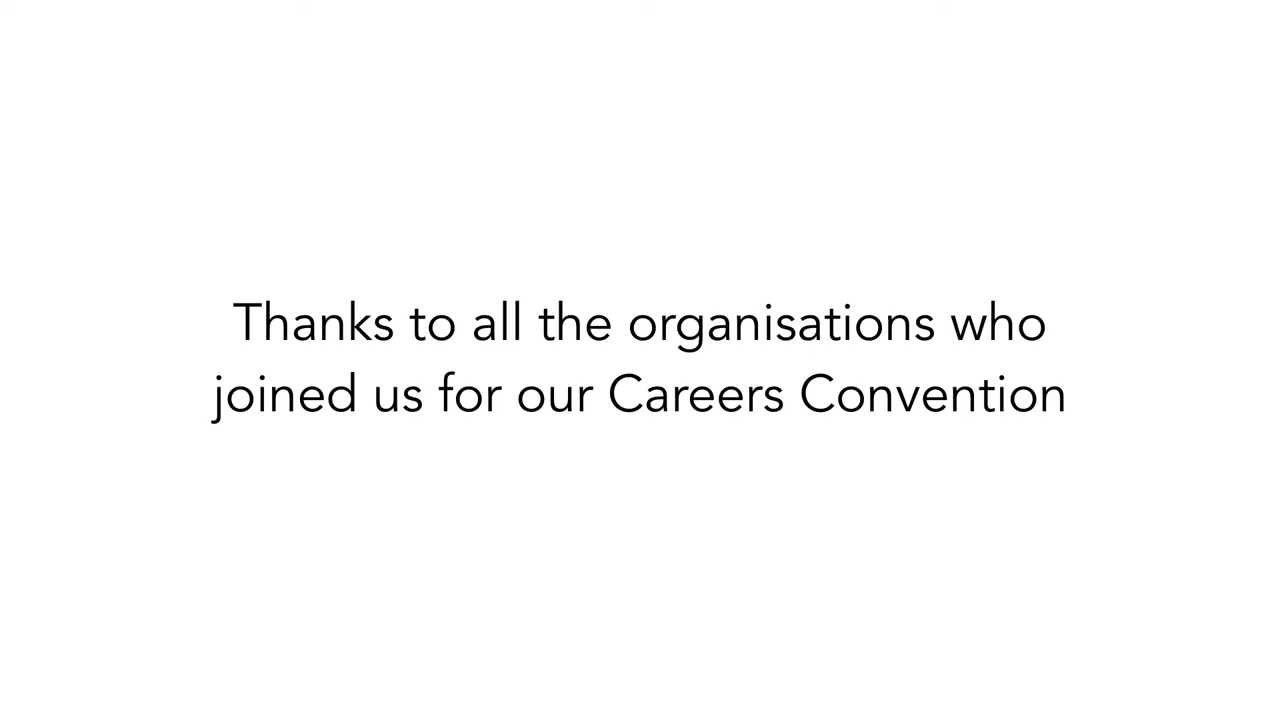 Thanks to all the organisations who
joined us for our Careers Convention